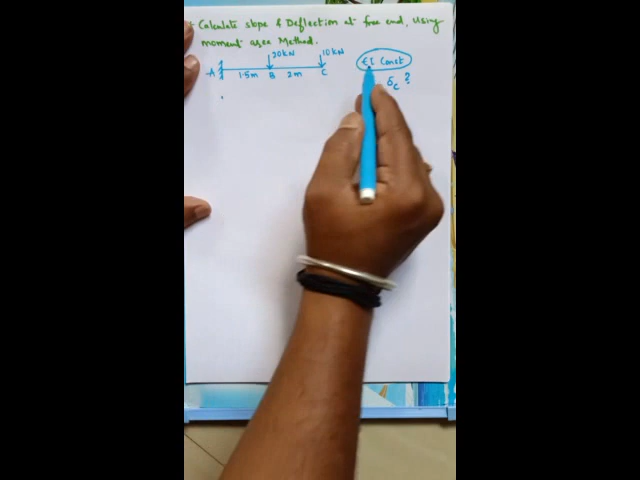 Calculate slope & Deflection at free end, Using
moment area Method.
20kN 10kN
A 1.5m B 2m C
EI Const
δc ?